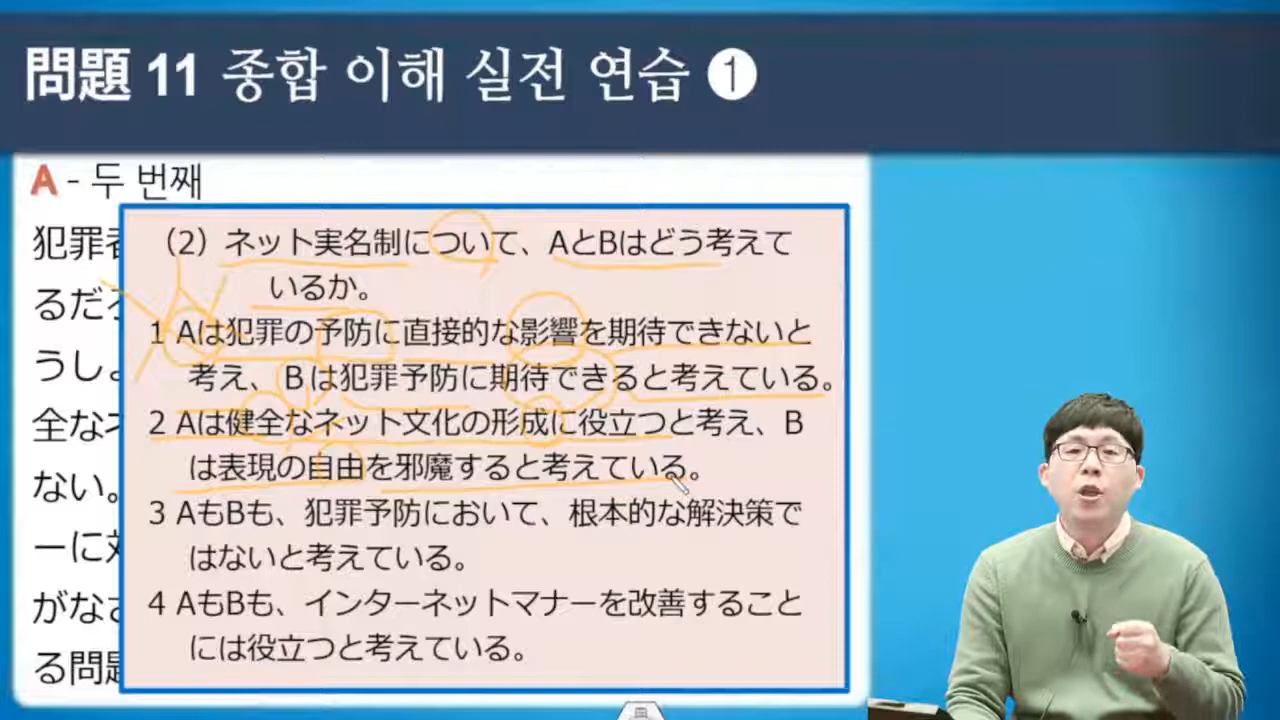 問題 11 종합 이해 실전 연습 ❶
A - 두 번째
犯罪者
るだろ
うし。
全な
ない。
ーに
がなさ
る問題
（2）ネット実名制について、AとBはどう考えて
いるか。
1 Aは犯罪の予防に直接的な影響を期待できないと
考え、Bは犯罪予防に期待できると考えている。
2 Aは健全なネット文化の形成に役立つと考え、B
は表現の自由を邪魔すると考えている。
3 AもBも、犯罪予防において、根本的な解決策で
はないと考えている。
4 AもBも、インターネットマナーを改善すること
には役立つと考えている。